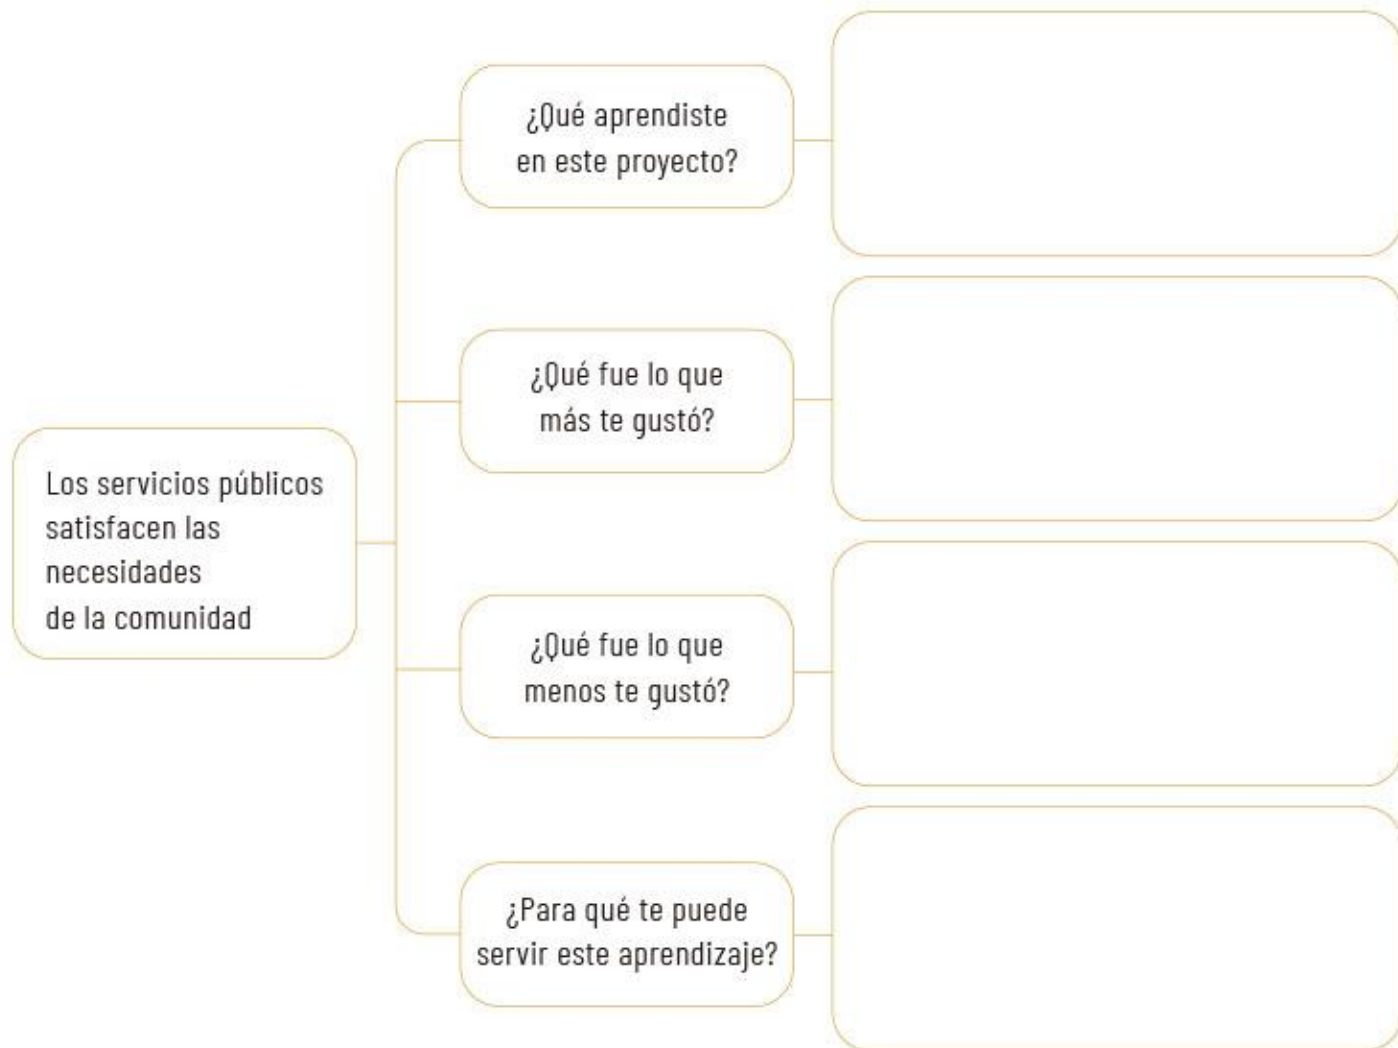 Los servicios públicos
satisfacen las
necesidades
de la comunidad
¿Qué aprendiste
en este proyecto?
¿Qué fue lo que
más te gustó?
¿Qué fue lo que
menos te gustó?
¿Para qué te puede
servir este aprendizaje?